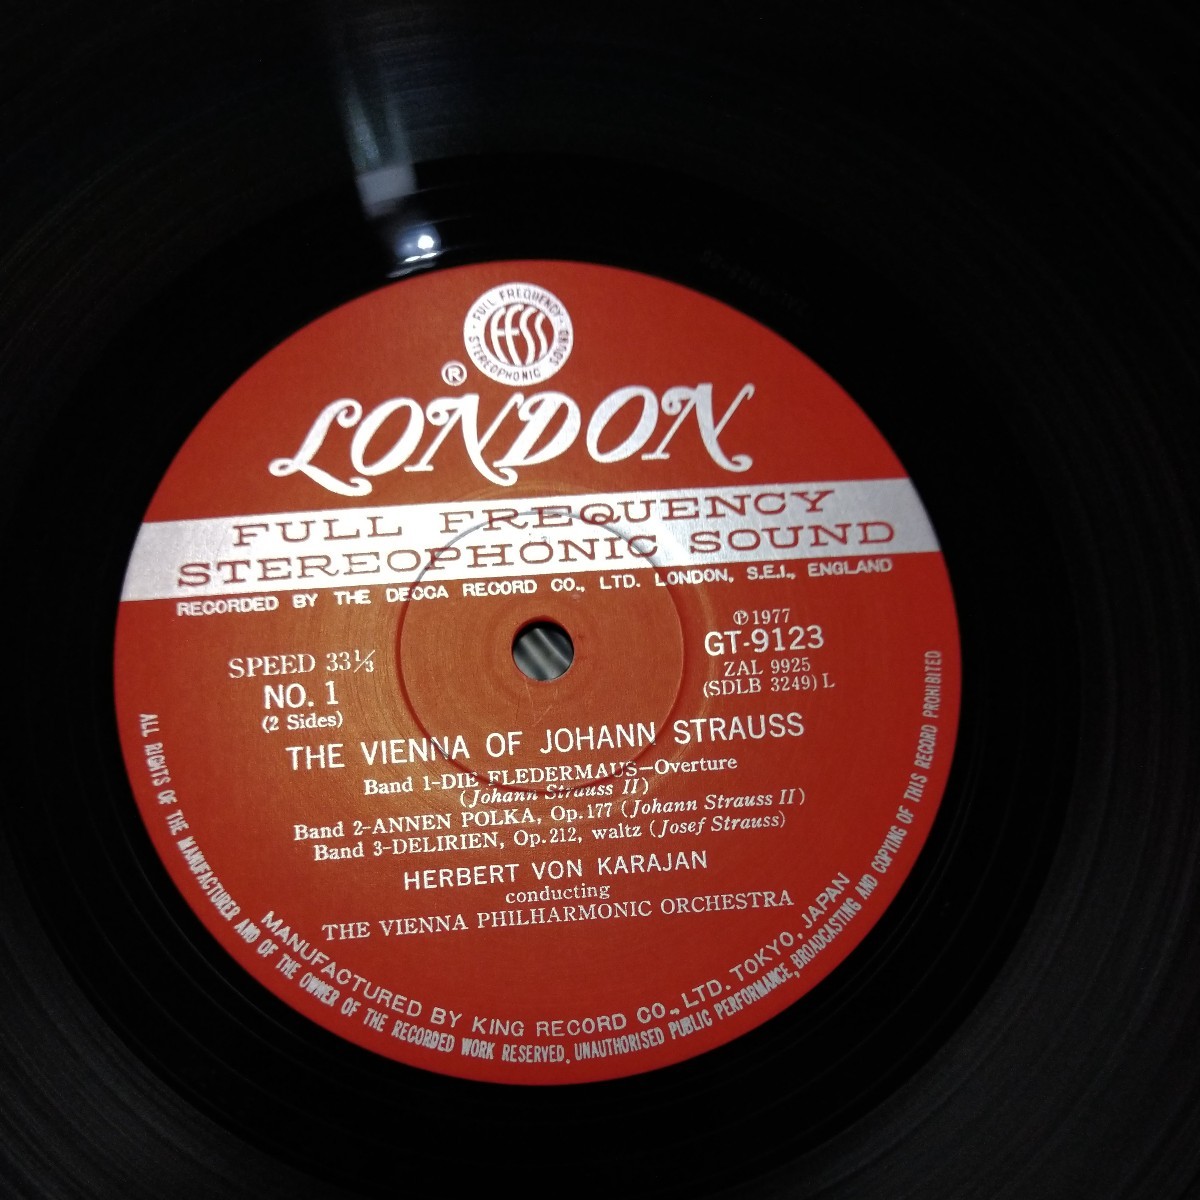 FULL FREQUENCY
STEREOPHONIC SOUND
FFSS
®
LONDON
FULL FREQUENCY
STEREOPHONIC SOUND
RECORDED BY THE DECCA RECORD CO., LTD. LONDON, S.E.I., ENGLAND
℗ 1977
GT-9123
ZAL 9925
(SDLB 3249) L
SPEED 33⅓
NO. 1
(2 Sides)
THE VIENNA OF JOHANN STRAUSS
Band 1-DIE FLEDERMAUS—Overture
(Johann Strauss II)
Band 2-ANNEN POLKA, Op.177 (Johann Strauss II)
Band 3-DELIRIEN, Op.212, waltz (Josef Strauss)
HERBERT VON KARAJAN
conducting
THE VIENNA PHILHARMONIC ORCHESTRA
MANUFACTURED BY KING RECORD CO., LTD. TOKYO, JAPAN
ALL RIGHTS OF THE MANUFACTURER AND OF THE OWNER OF THE RECORDED WORK RESERVED. UNAUTHORISED PUBLIC PERFORMANCE, BROADCASTING AND COPYING OF THIS RECORD PROHIBITED